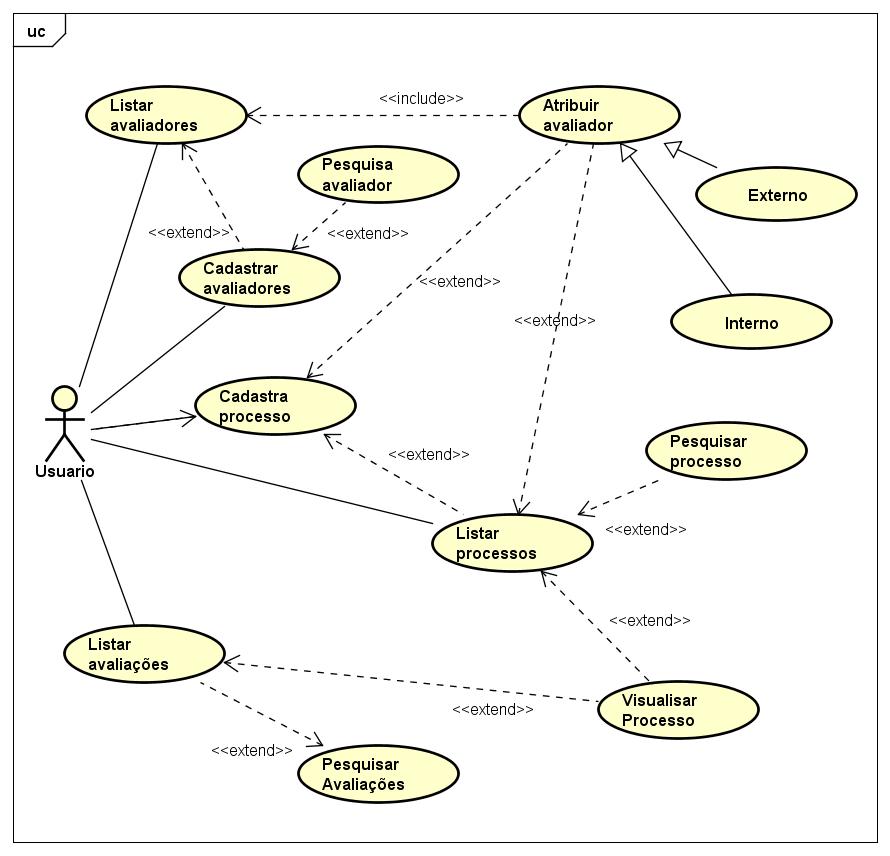 uc
<<include>>
Listar
avaliadores
Atribuir
avaliador
Pesquisa
avaliador
Externo
<<extend>>
<<extend>>
Cadastrar
avaliadores
<<extend>>
<<extend>>
Interno
Cadastra
processo
Usuario
<<extend>>
Pesquisar
processo
Listar
processos
<<extend>>
<<extend>>
Listar
avaliações
<<extend>>
Visualisar
Processo
<<extend>>
Pesquisar
Avaliações